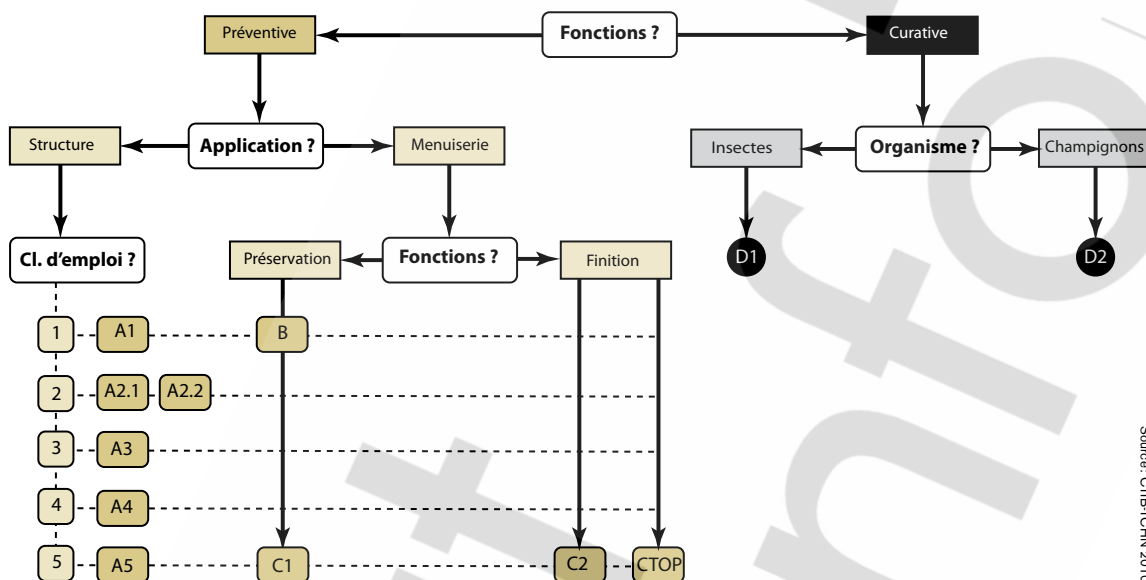 Préventive
Fonctions ?
Curative
Structure
Application ?
Menuiserie
Insectes
Organisme ?
Champignons
Cl. d'emploi ?
Préservation
Fonctions ?
Finition
D1
D2
1
A1
B
2
A2.1
A2.2
3
A3
4
A4
5
A5
C1
C2
CTOP